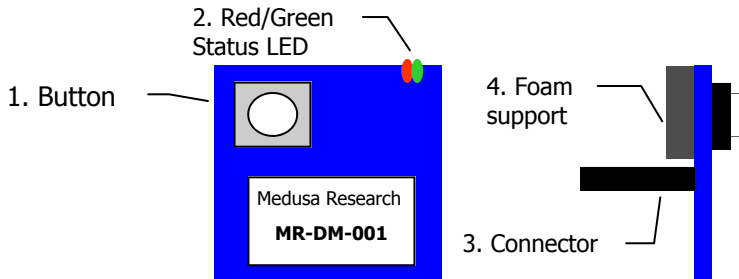 2. Red/Green
Status LED
1. Button
4. Foam
support
Medusa Research
MR-DM-001
3. Connector